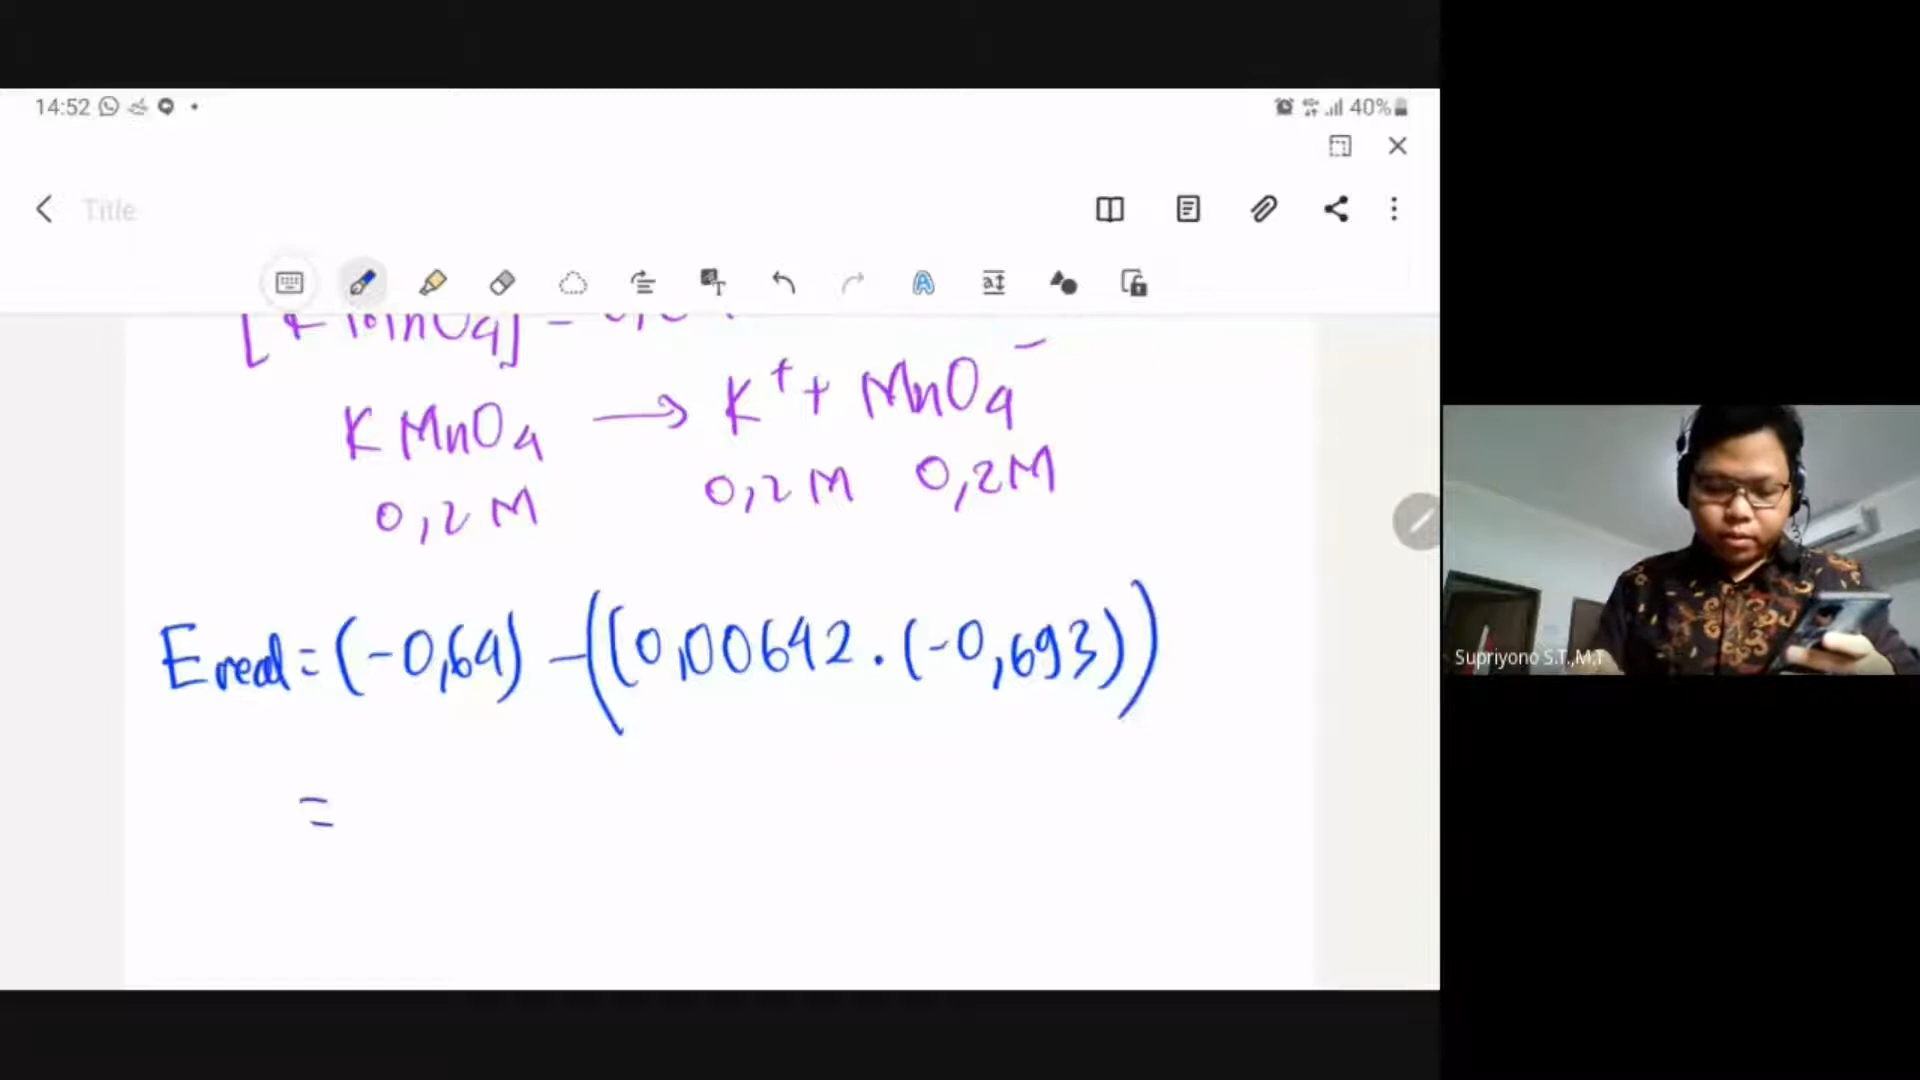 14:52 40%
Title
KMnO₄ → K⁺ + MnO₄⁻
0,2 M 0,2 M 0,2 M
Ered = (-0,64) - ((0,00642 . (-0,693))
=
Supriyono S.T.,M.T